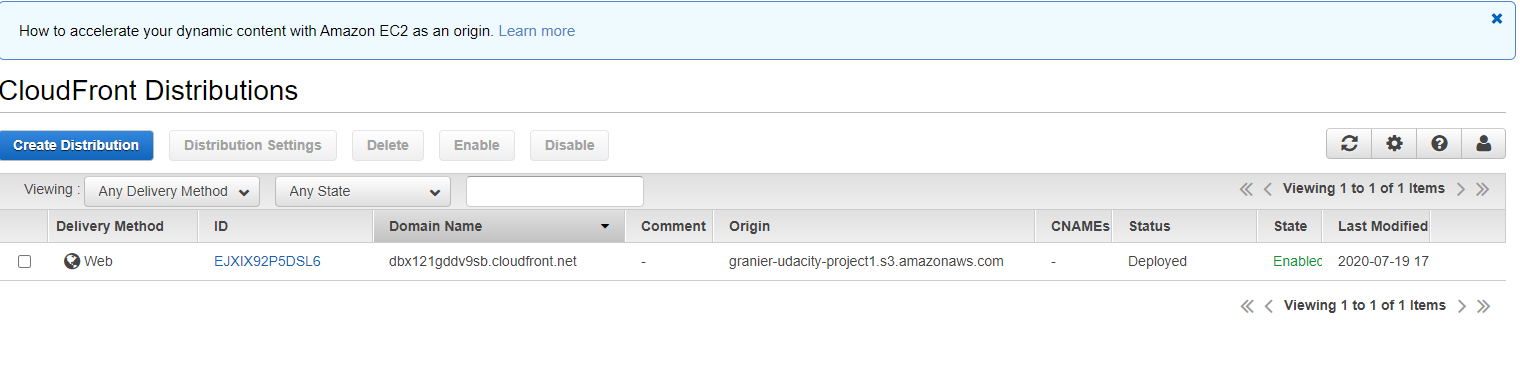 How to accelerate your dynamic content with Amazon EC2 as an origin. Learn more
CloudFront Distributions
Create Distribution Distribution Settings Delete Enable Disable
Viewing : Any Delivery Method Any State Viewing 1 to 1 of 1 Items
Delivery Method ID Domain Name Comment Origin CNAMEs Status State Last Modified
Web EJXIX92P5DSL6 dbx121gddv9sb.cloudfront.net - granier-udacity-project1.s3.amazonaws.com - Deployed Enabled 2020-07-19 17
Viewing 1 to 1 of 1 Items